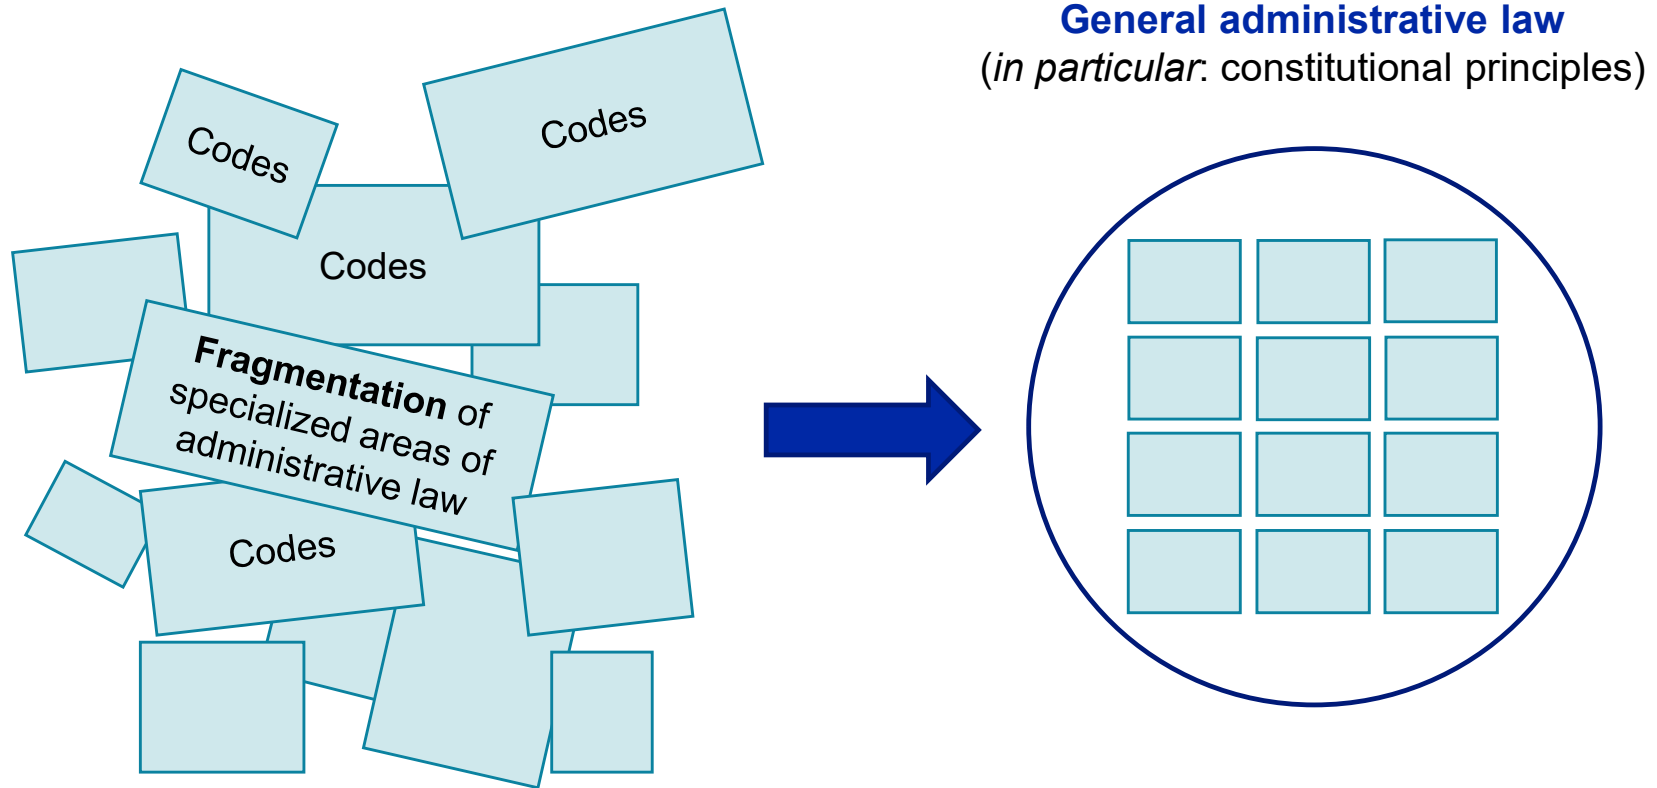 General administrative law
(in particular: constitutional principles)
Codes
Codes
Codes
Fragmentation of
specialized areas of
administrative law
Codes